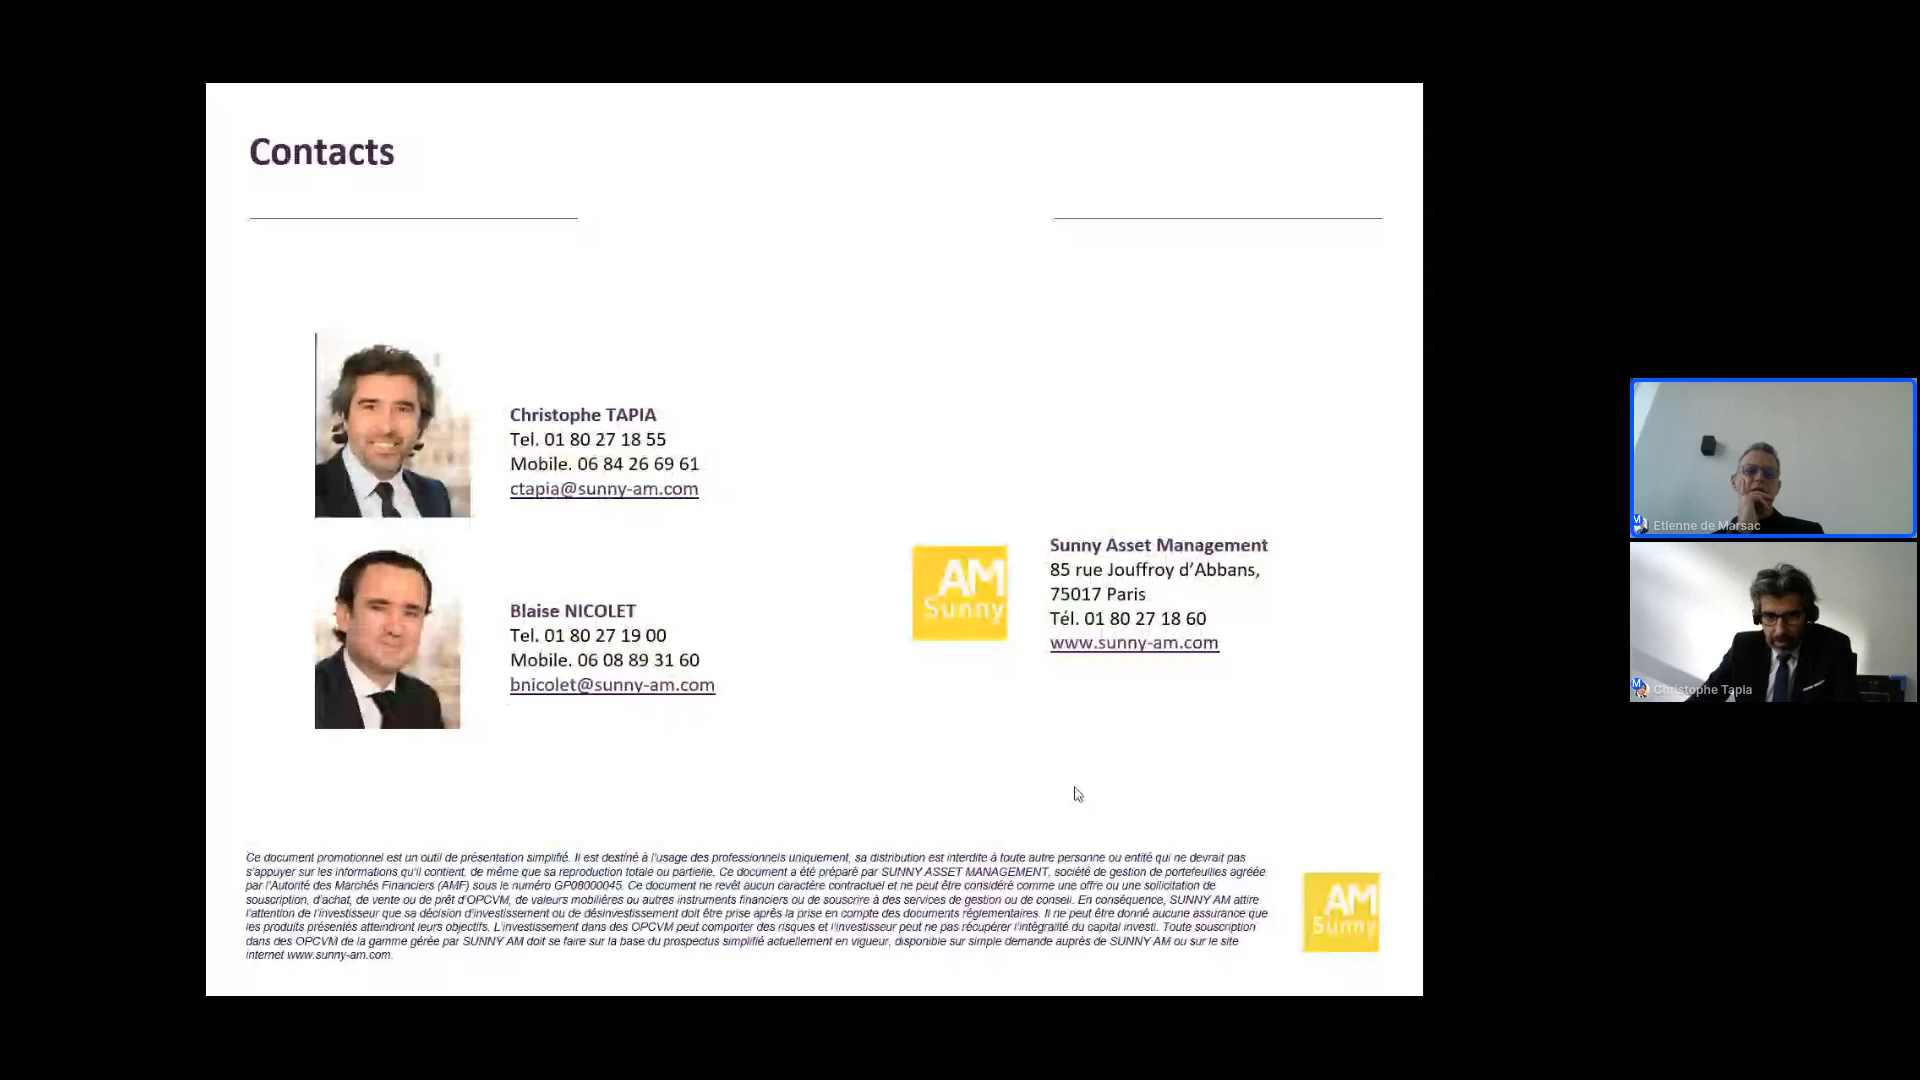 Contacts
Christophe TAPIA
Tel. 01 80 27 18 55
Mobile. 06 84 26 69 61
ctapia@sunny-am.com
Blaise NICOLET
Tel. 01 80 27 19 00
Mobile. 06 08 89 31 60
bnicolet@sunny-am.com
AM
Sunny
Sunny Asset Management
85 rue Jouffroy d’Abbans,
75017 Paris
Tél. 01 80 27 18 60
www.sunny-am.com
Etienne de Marsac
Christophe Tapia
Ce document promotionnel est un outil de présentation simplifié. Il est destiné à l’usage des professionnels uniquement, sa distribution est interdite à toute autre personne ou entité qui ne devrait pas
s’appuyer sur les informations qu’il contient, de même que sa reproduction totale ou partielle. Ce document a été préparé par SUNNY ASSET MANAGEMENT, société de gestion de portefeuilles agréée
par l’Autorité des Marchés Financiers (AMF) sous le numéro GP08000045. Ce document ne revêt aucun caractère contractuel et ne peut être considéré comme une offre ou une sollicitation de
souscription, d’achat, de vente ou de prêt d’OPCVM, de valeurs mobilières ou autres instruments financiers ou de souscrire à des services de gestion ou de conseil. En conséquence, SUNNY AM attire
l’attention de l’investisseur que sa décision d’investissement ou de désinvestissement doit être prise après la prise en compte des documents réglementaires. Il ne peut être donné aucune assurance que
les produits présentés atteindront leurs objectifs. L’investissement dans des OPCVM peut comporter des risques et l’investisseur peut ne pas récupérer l’intégralité du capital investi. Toute souscription
dans des OPCVM de la gamme gérée par SUNNY AM doit se faire sur la base du prospectus simplifié actuellement en vigueur, disponible sur simple demande auprès de SUNNY AM ou sur le site
internet www.sunny-am.com.
AM
Sunny